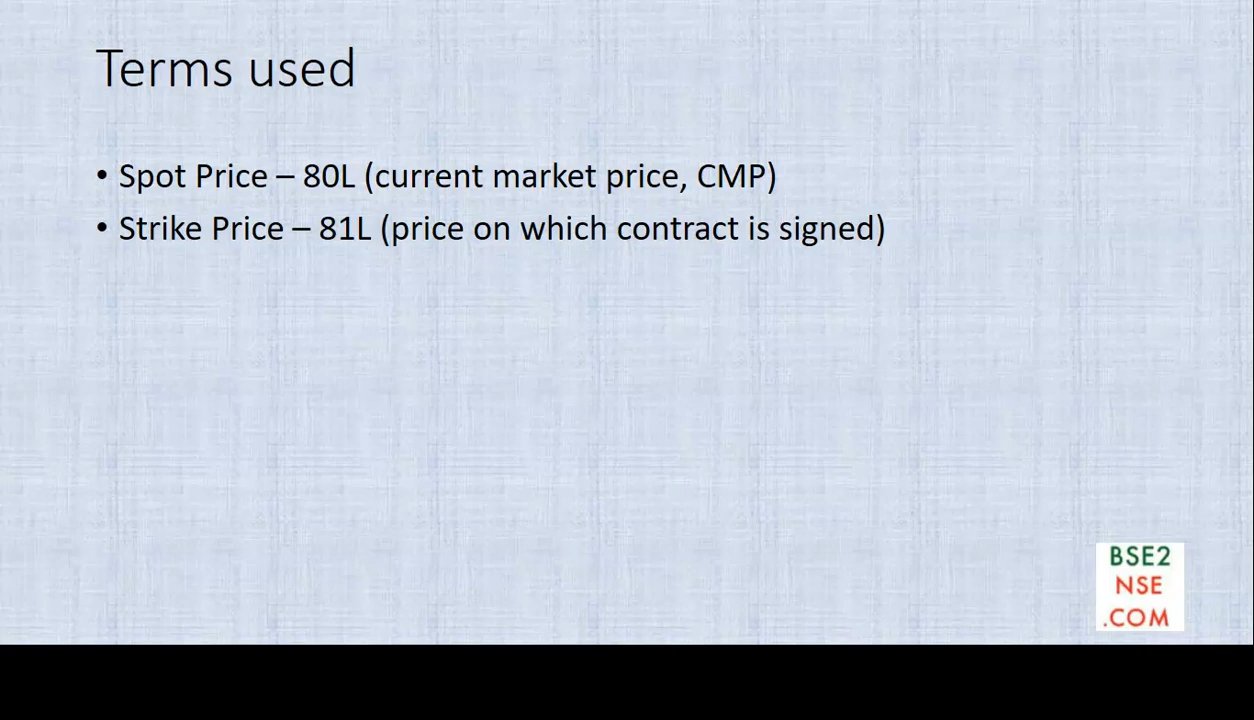 Terms used
• Spot Price – 80L (current market price, CMP)
• Strike Price – 81L (price on which contract is signed)
BSE2
NSE
.COM